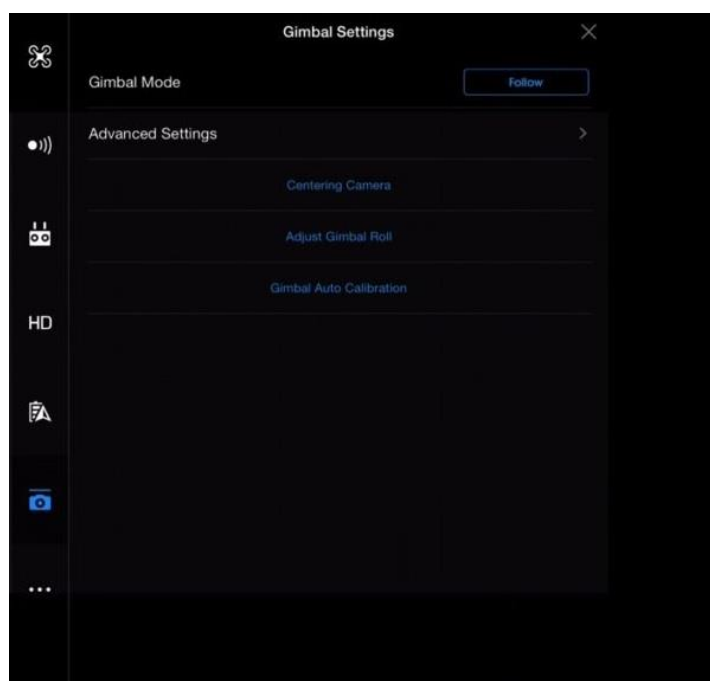 Gimbal Settings
Gimbal Mode
Follow
Advanced Settings
Centering Camera
Adjust Gimbal Roll
Gimbal Auto Calibration
HD